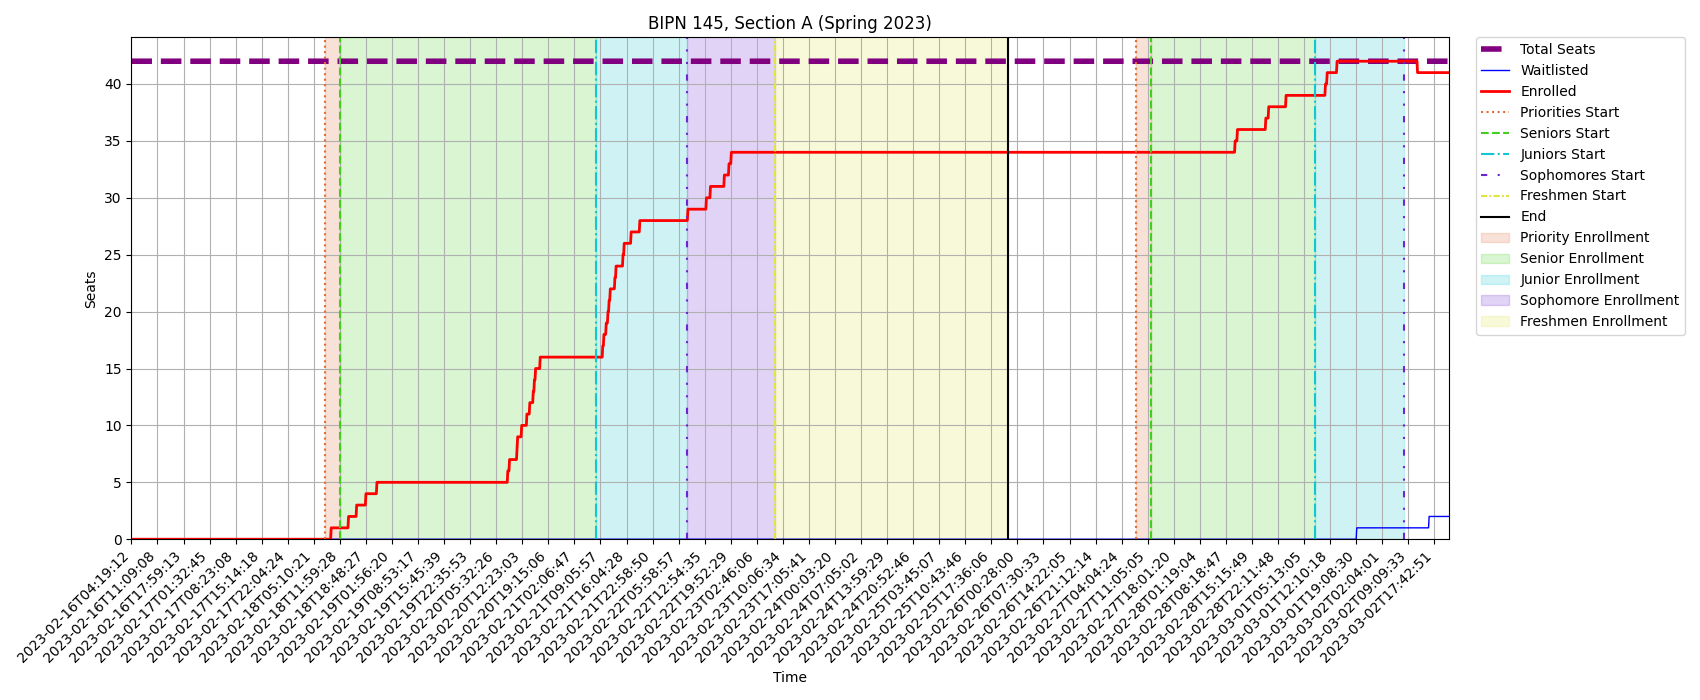 BIPN 145, Section A (Spring 2023)
Total Seats
Waitlisted
Enrolled
Priorities Start
Seniors Start
Juniors Start
Sophomores Start
Freshmen Start
End
Priority Enrollment
Senior Enrollment
Junior Enrollment
Sophomore Enrollment
Freshmen Enrollment
Seats
40
35
30
25
20
15
10
5
0
2023-02-16T04:19:12
2023-02-16T11:09:08
2023-02-16T17:59:13
2023-02-17T01:32:45
2023-02-17T08:23:08
2023-02-17T15:14:18
2023-02-17T22:04:24
2023-02-18T05:10:21
2023-02-18T11:59:28
2023-02-18T18:48:27
2023-02-19T01:56:20
2023-02-19T08:53:17
2023-02-19T15:45:39
2023-02-19T22:35:53
2023-02-20T05:32:26
2023-02-20T12:23:03
2023-02-20T19:15:06
2023-02-21T02:06:47
2023-02-21T09:05:57
2023-02-21T16:04:28
2023-02-21T22:58:50
2023-02-22T05:58:57
2023-02-22T12:54:35
2023-02-22T19:52:29
2023-02-23T02:46:06
2023-02-23T10:06:34
2023-02-23T17:05:41
2023-02-24T00:03:20
2023-02-24T07:05:02
2023-02-24T13:59:29
2023-02-24T20:52:46
2023-02-25T03:45:07
2023-02-25T10:43:46
2023-02-25T17:36:06
2023-02-26T00:28:00
2023-02-26T07:30:33
2023-02-26T14:22:05
2023-02-26T21:12:14
2023-02-27T04:04:24
2023-02-27T11:05:05
2023-02-27T18:01:20
2023-02-28T01:19:04
2023-02-28T08:18:47
2023-02-28T15:15:49
2023-02-28T22:11:48
2023-03-01T05:13:05
2023-03-01T12:10:18
2023-03-01T19:08:30
2023-03-02T02:04:01
2023-03-02T09:09:33
2023-03-02T17:42:51
Time